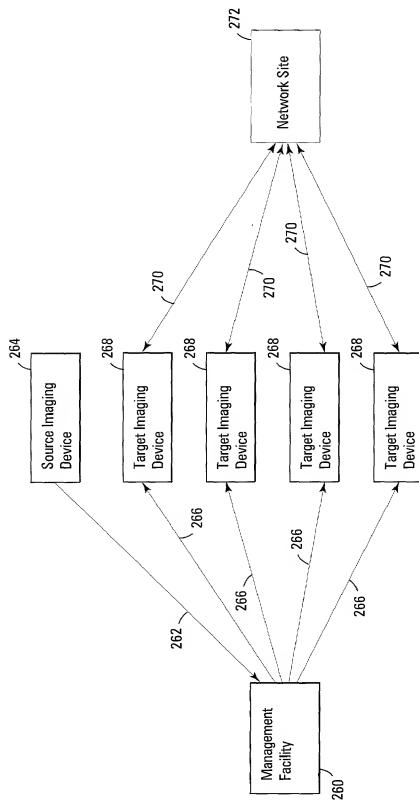 272
Network Site
270
270
270
270
264
Source Imaging
Device
268
Target Imaging
Device
268
Target Imaging
Device
268
Target Imaging
Device
268
Target Imaging
Device
266
266
266
266
262
Management
Facility
260